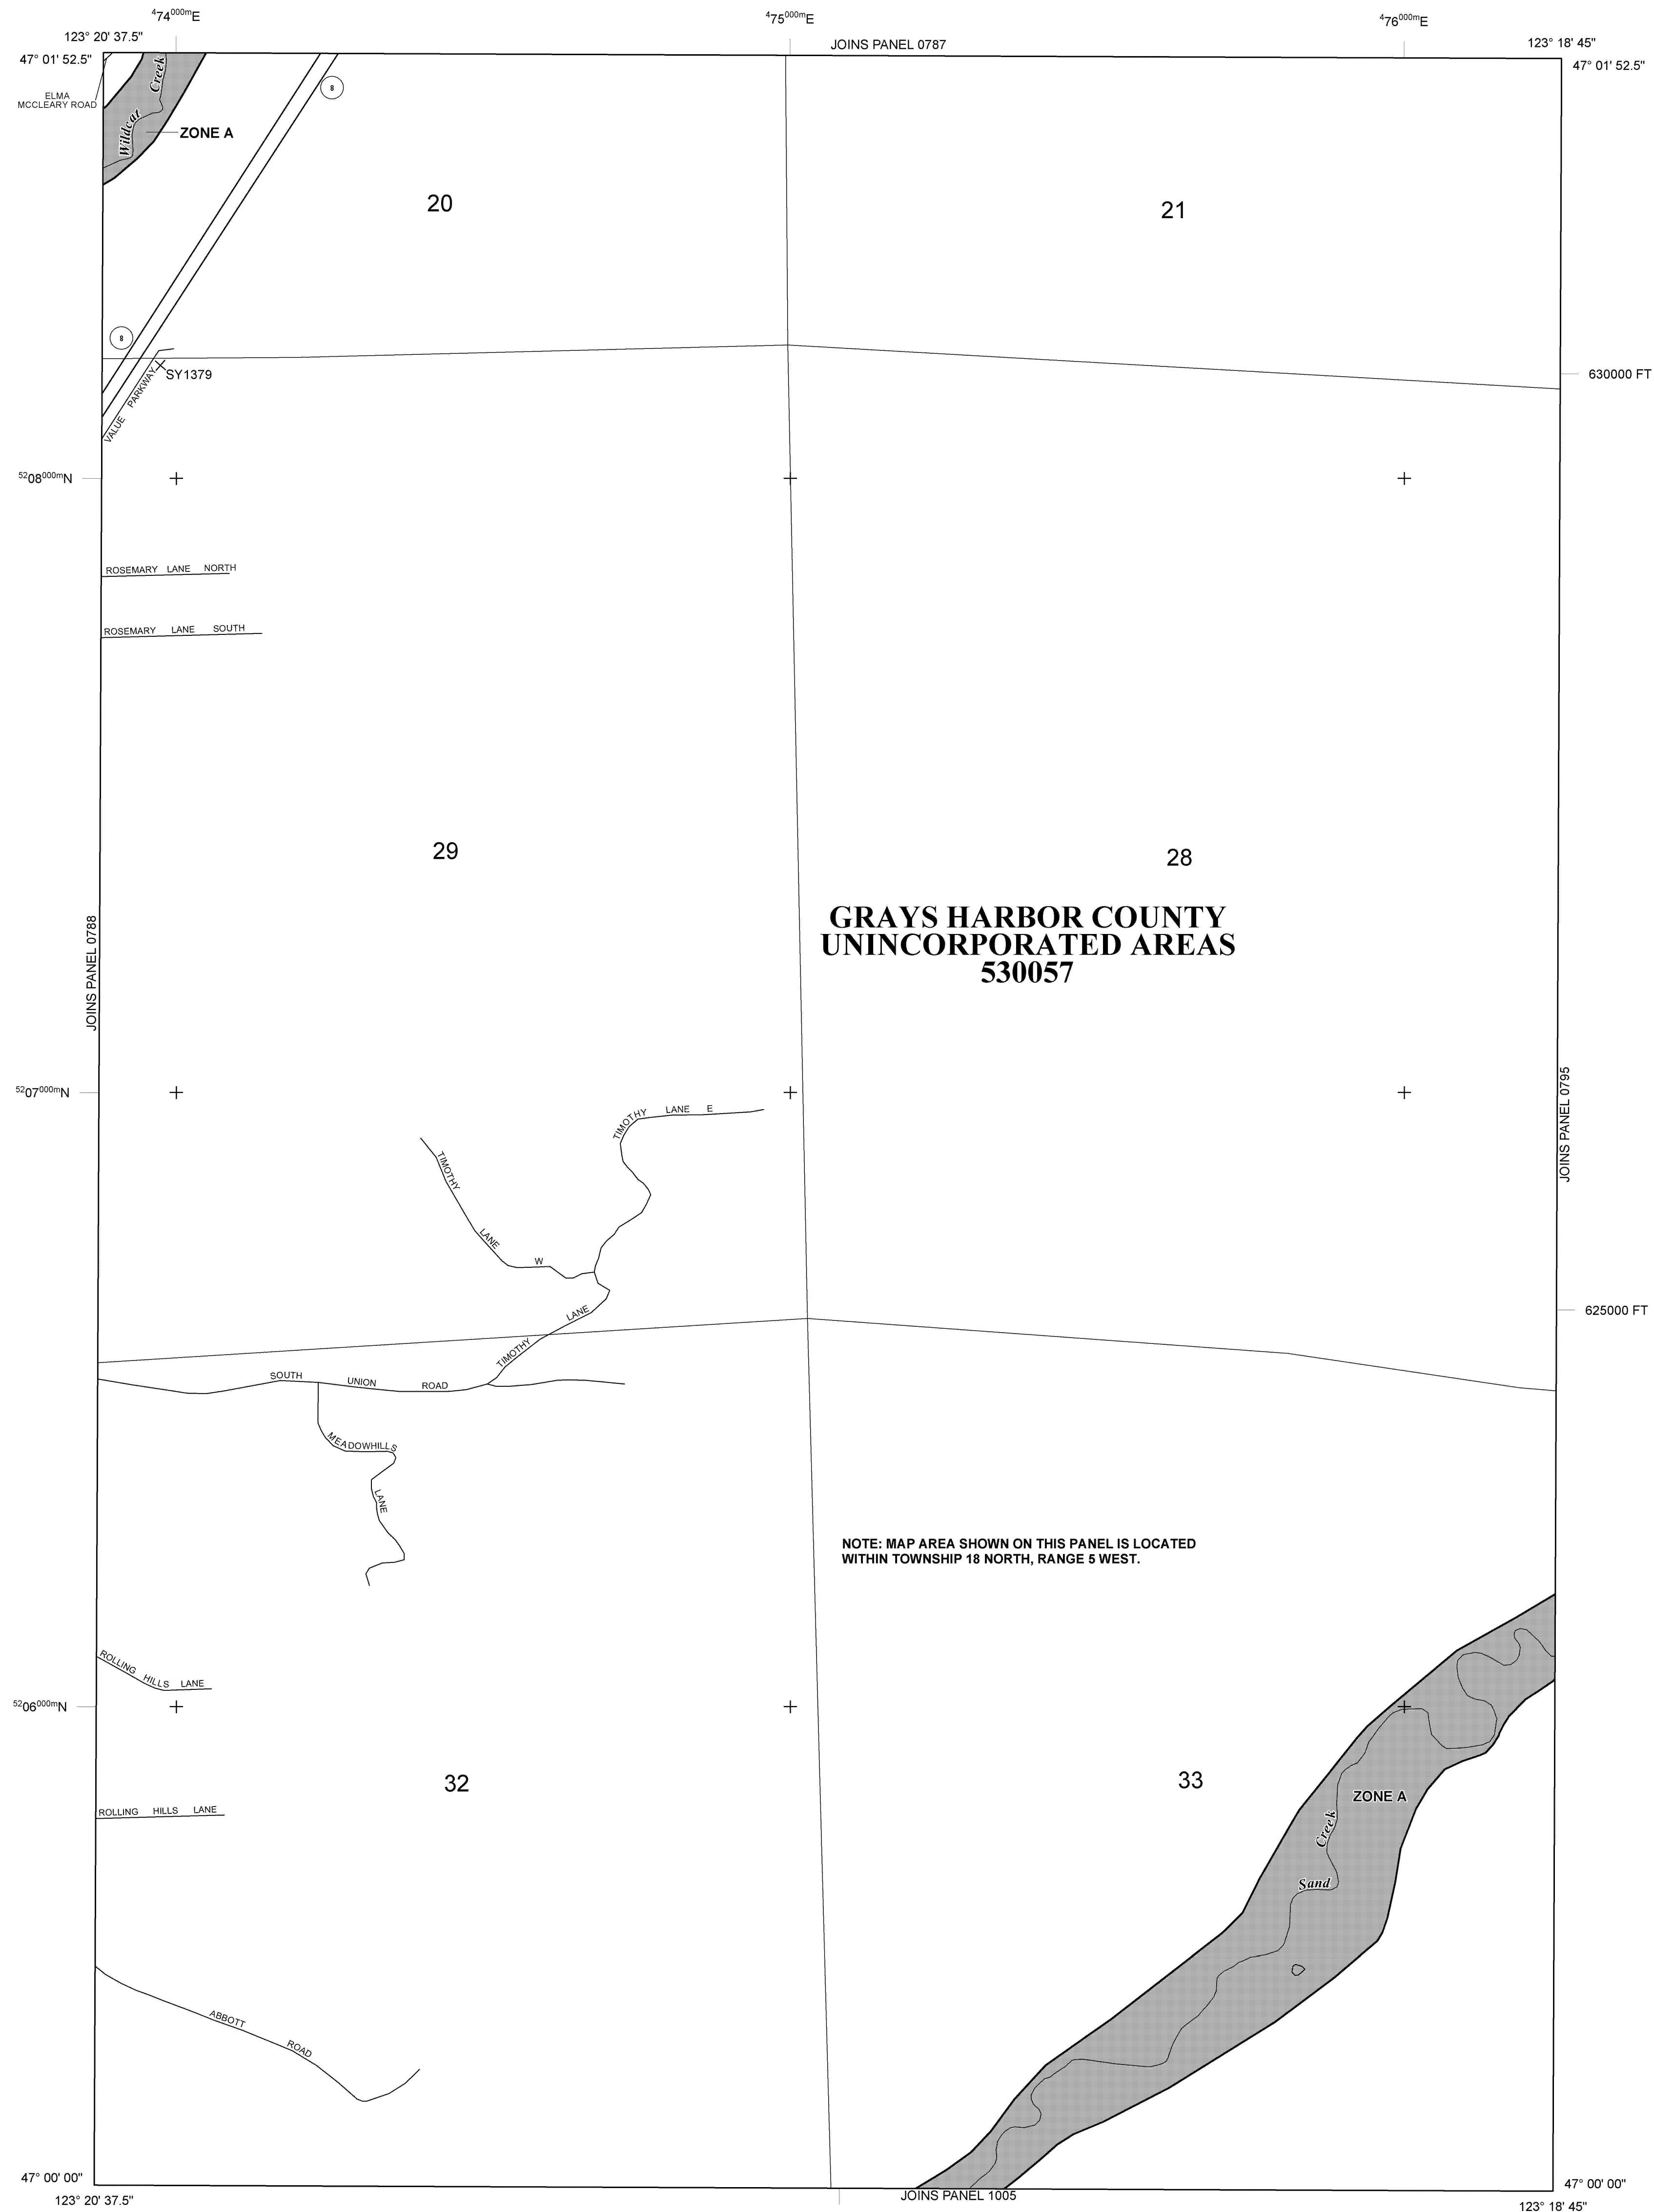 474000mE
475000mE
476000mE
123° 20' 37.5"
JOINS PANEL 0787
123° 18' 45"
47° 01' 52.5"
47° 01' 52.5"
ELMA
MCCLEARY ROAD
Wildcat Creek
ZONE A
8
20
21
8
SY1379
VALUE PARKWAY
630000 FT
5208000mN
ROSEMARY LANE NORTH
ROSEMARY LANE SOUTH
29
28
GRAYS HARBOR COUNTY
UNINCORPORATED AREAS
530057
JOINS PANEL 0788
JOINS PANEL 0795
5207000mN
TIMOTHY LANE E
TIMOTHY LANE W
TIMOTHY LANE
625000 FT
SOUTH UNION ROAD
MEADOWHILLS LANE
NOTE: MAP AREA SHOWN ON THIS PANEL IS LOCATED
WITHIN TOWNSHIP 18 NORTH, RANGE 5 WEST.
ROLLING HILLS LANE
5206000mN
32
33
ZONE A
ROLLING HILLS LANE
Sand Creek
ABBOTT ROAD
47° 00' 00"
47° 00' 00"
123° 20' 37.5"
JOINS PANEL 1005
123° 18' 45"